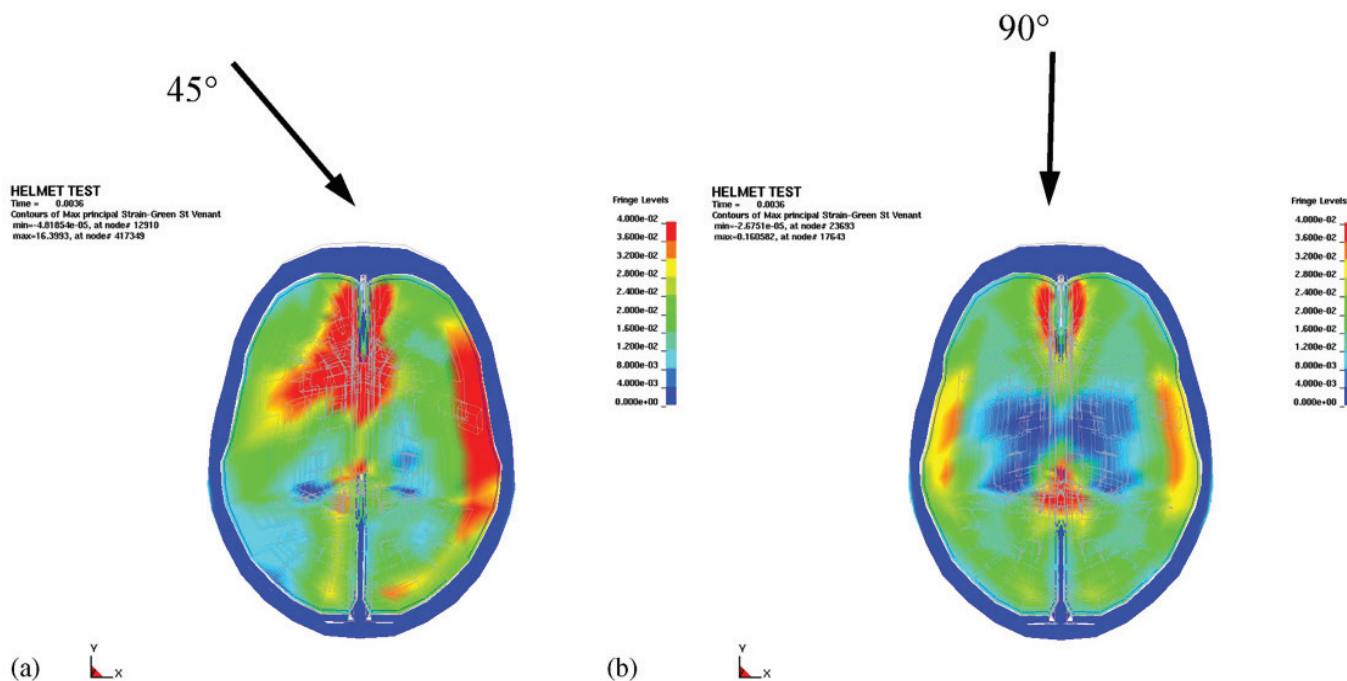 45°
HELMET TEST
Time = 0.0036
Contours of Max principal Strain-Green St Venant
min=-4.81854e-05, at node# 12910
max=16.3993, at node# 417349
Fringe Levels
4.000e-02
3.600e-02
3.200e-02
2.800e-02
2.400e-02
2.000e-02
1.600e-02
1.200e-02
8.000e-03
4.000e-03
0.000e+00
Y
X
(a)
90°
HELMET TEST
Time = 0.0036
Contours of Max principal Strain-Green St Venant
min=-2.6751e-05, at node# 23693
max=0.160582, at node# 17643
Fringe Levels
4.000e-02
3.600e-02
3.200e-02
2.800e-02
2.400e-02
2.000e-02
1.600e-02
1.200e-02
8.000e-03
4.000e-03
0.000e+00
Y
X
(b)